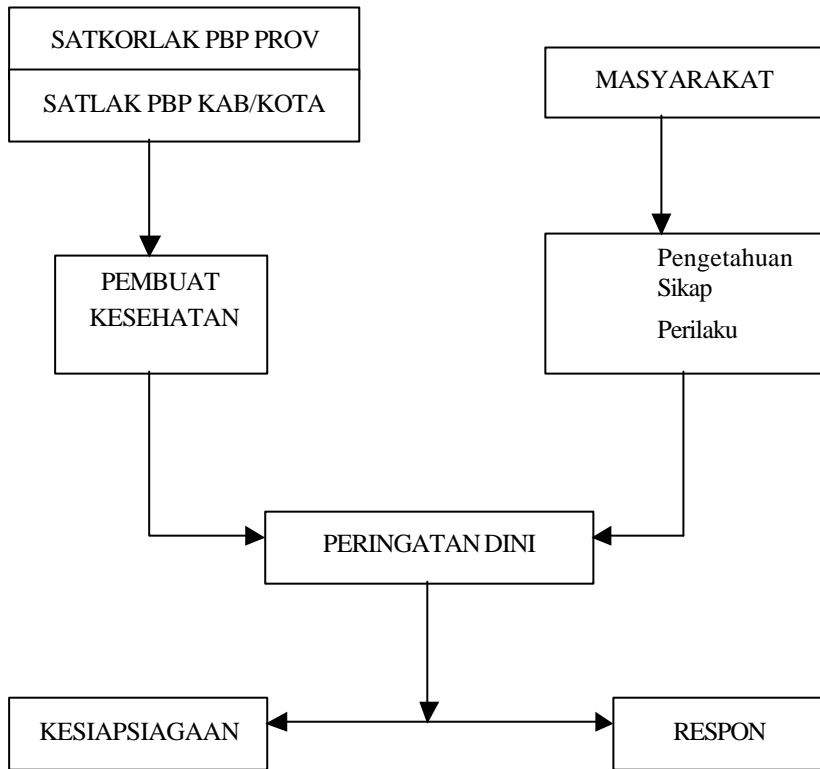 SATKORLAK PBP PROV
SATLAK PBP KAB/KOTA
MASYARAKAT
PEMBUAT
KESEHATAN
Pengetahuan
Sikap
Perilaku
PERINGATAN DINI
KESIAPSIAGAAN
RESPON